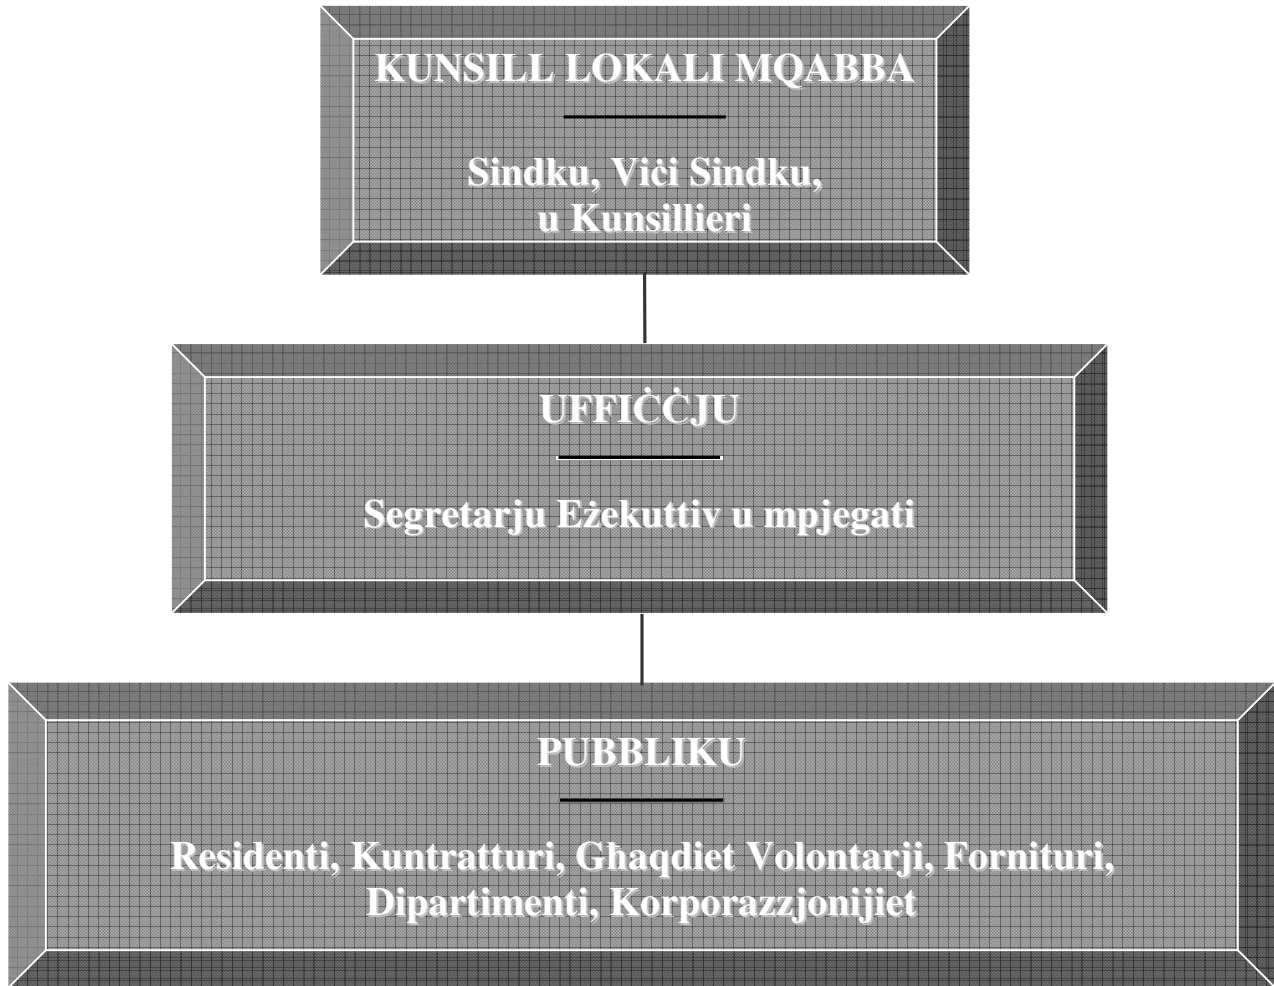 KUNSILL LOKALI MQABBA
Sindku, Viċi Sindku,
u Kunsillieri
UFFIĊĊJU
Segretarju Eżekuttiv u mpjegati
PUBBLIKU
Residenti, Kuntratturi, Għaqdiet Volontarji, Fornituri,
Dipartimenti, Korporazzjonijiet